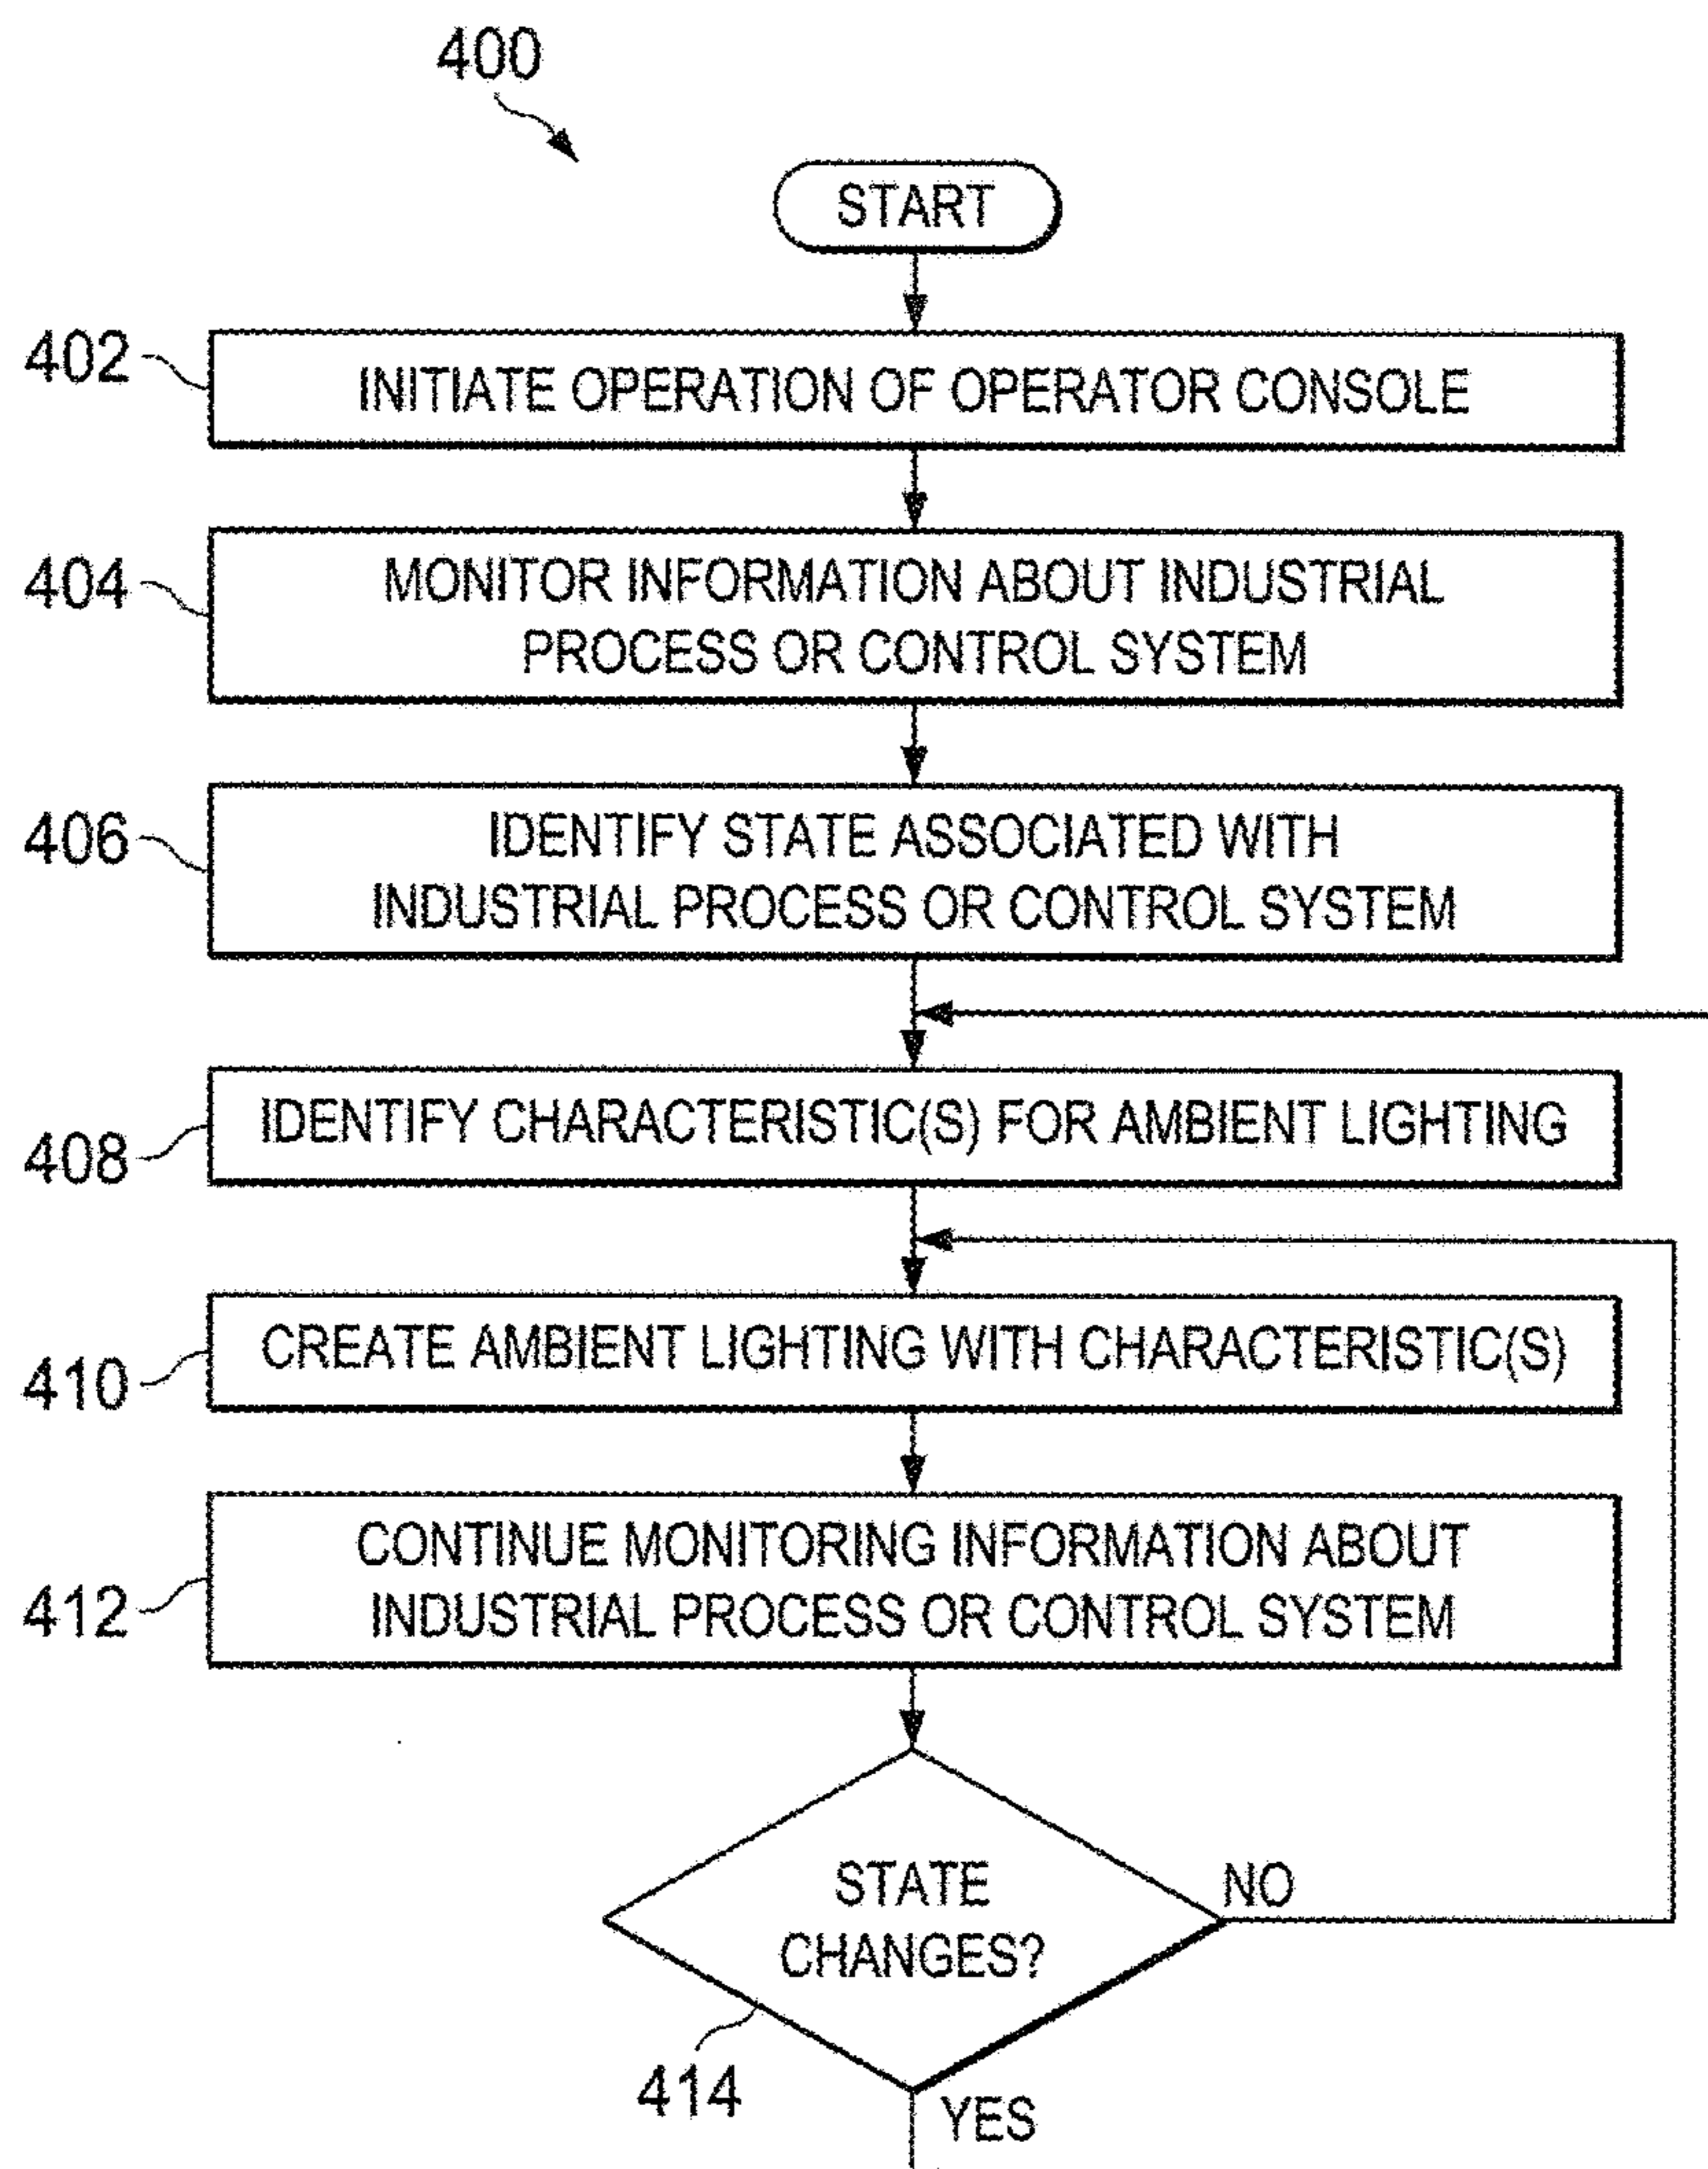 400
START
402
INITIATE OPERATION OF OPERATOR CONSOLE
404
MONITOR INFORMATION ABOUT INDUSTRIAL
PROCESS OR CONTROL SYSTEM
406
IDENTIFY STATE ASSOCIATED WITH
INDUSTRIAL PROCESS OR CONTROL SYSTEM
408
IDENTIFY CHARACTERISTIC(S) FOR AMBIENT LIGHTING
410
CREATE AMBIENT LIGHTING WITH CHARACTERISTIC(S)
412
CONTINUE MONITORING INFORMATION ABOUT
INDUSTRIAL PROCESS OR CONTROL SYSTEM
STATE
CHANGES?
NO
414
YES